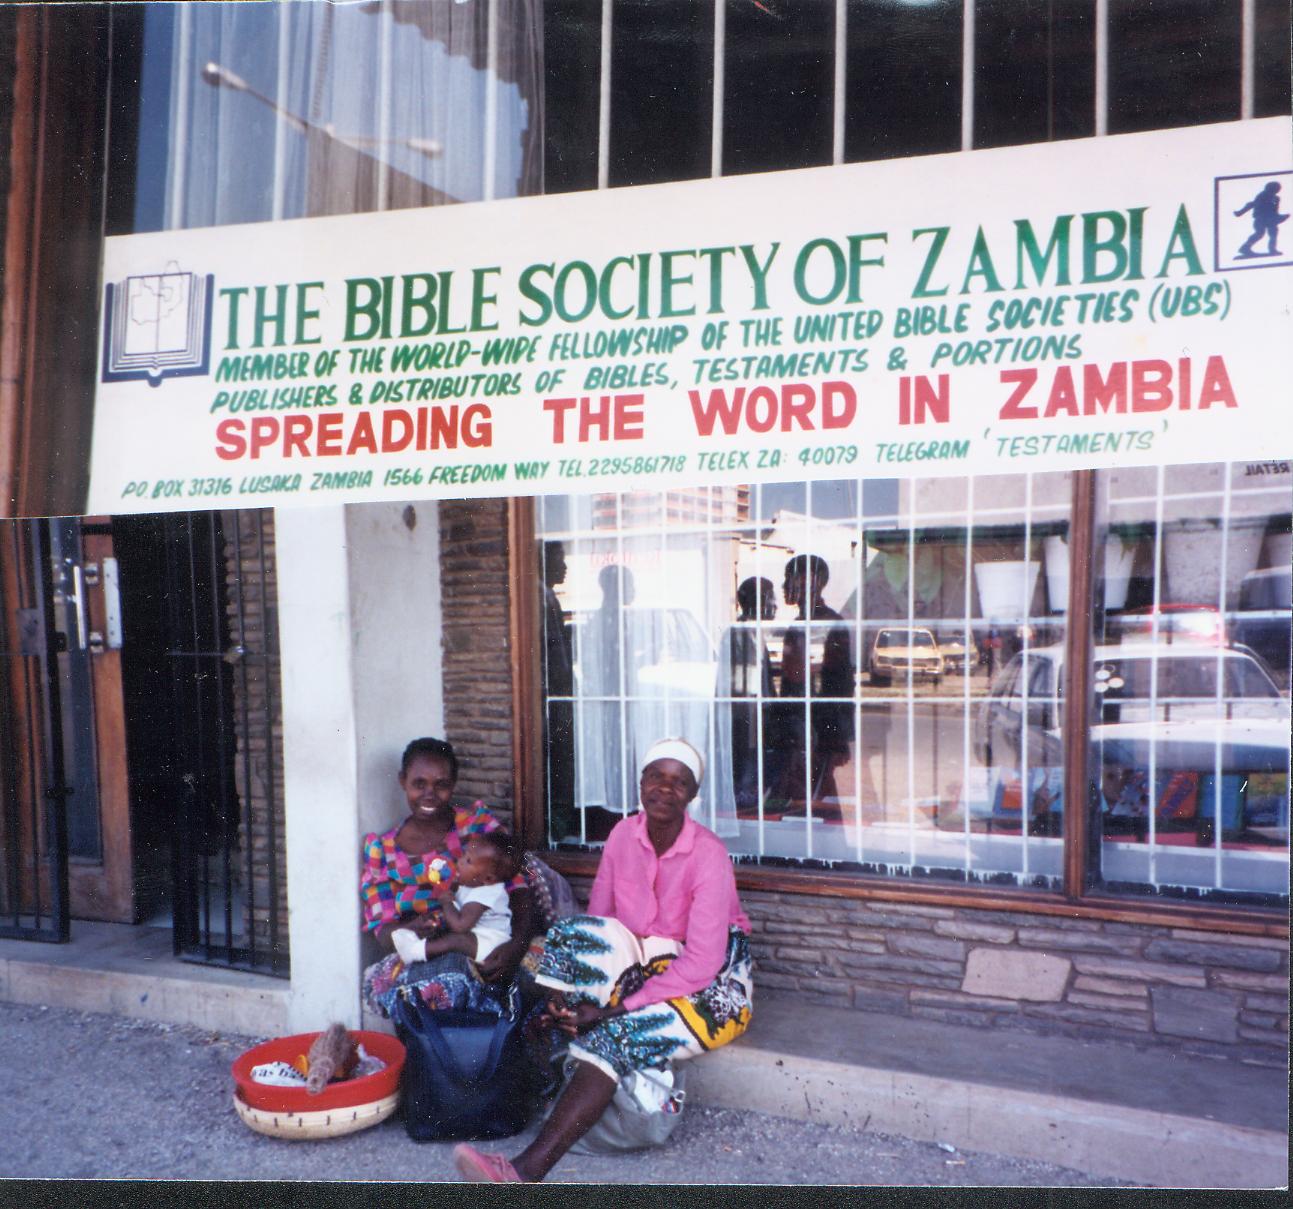 THE BIBLE SOCIETY OF ZAMBIA
MEMBER OF THE WORLD-WIDE FELLOWSHIP OF THE UNITED BIBLE SOCIETIES (UBS)
PUBLISHERS & DISTRIBUTORS OF BIBLES, TESTAMENTS & PORTIONS
SPREADING THE WORD IN ZAMBIA
PO. BOX 31316 LUSAKA ZAMBIA 1566 FREEDOM WAY TEL.2295861718 TELEX ZA: 40079 TELEGRAM 'TESTAMENTS'
RETAIL